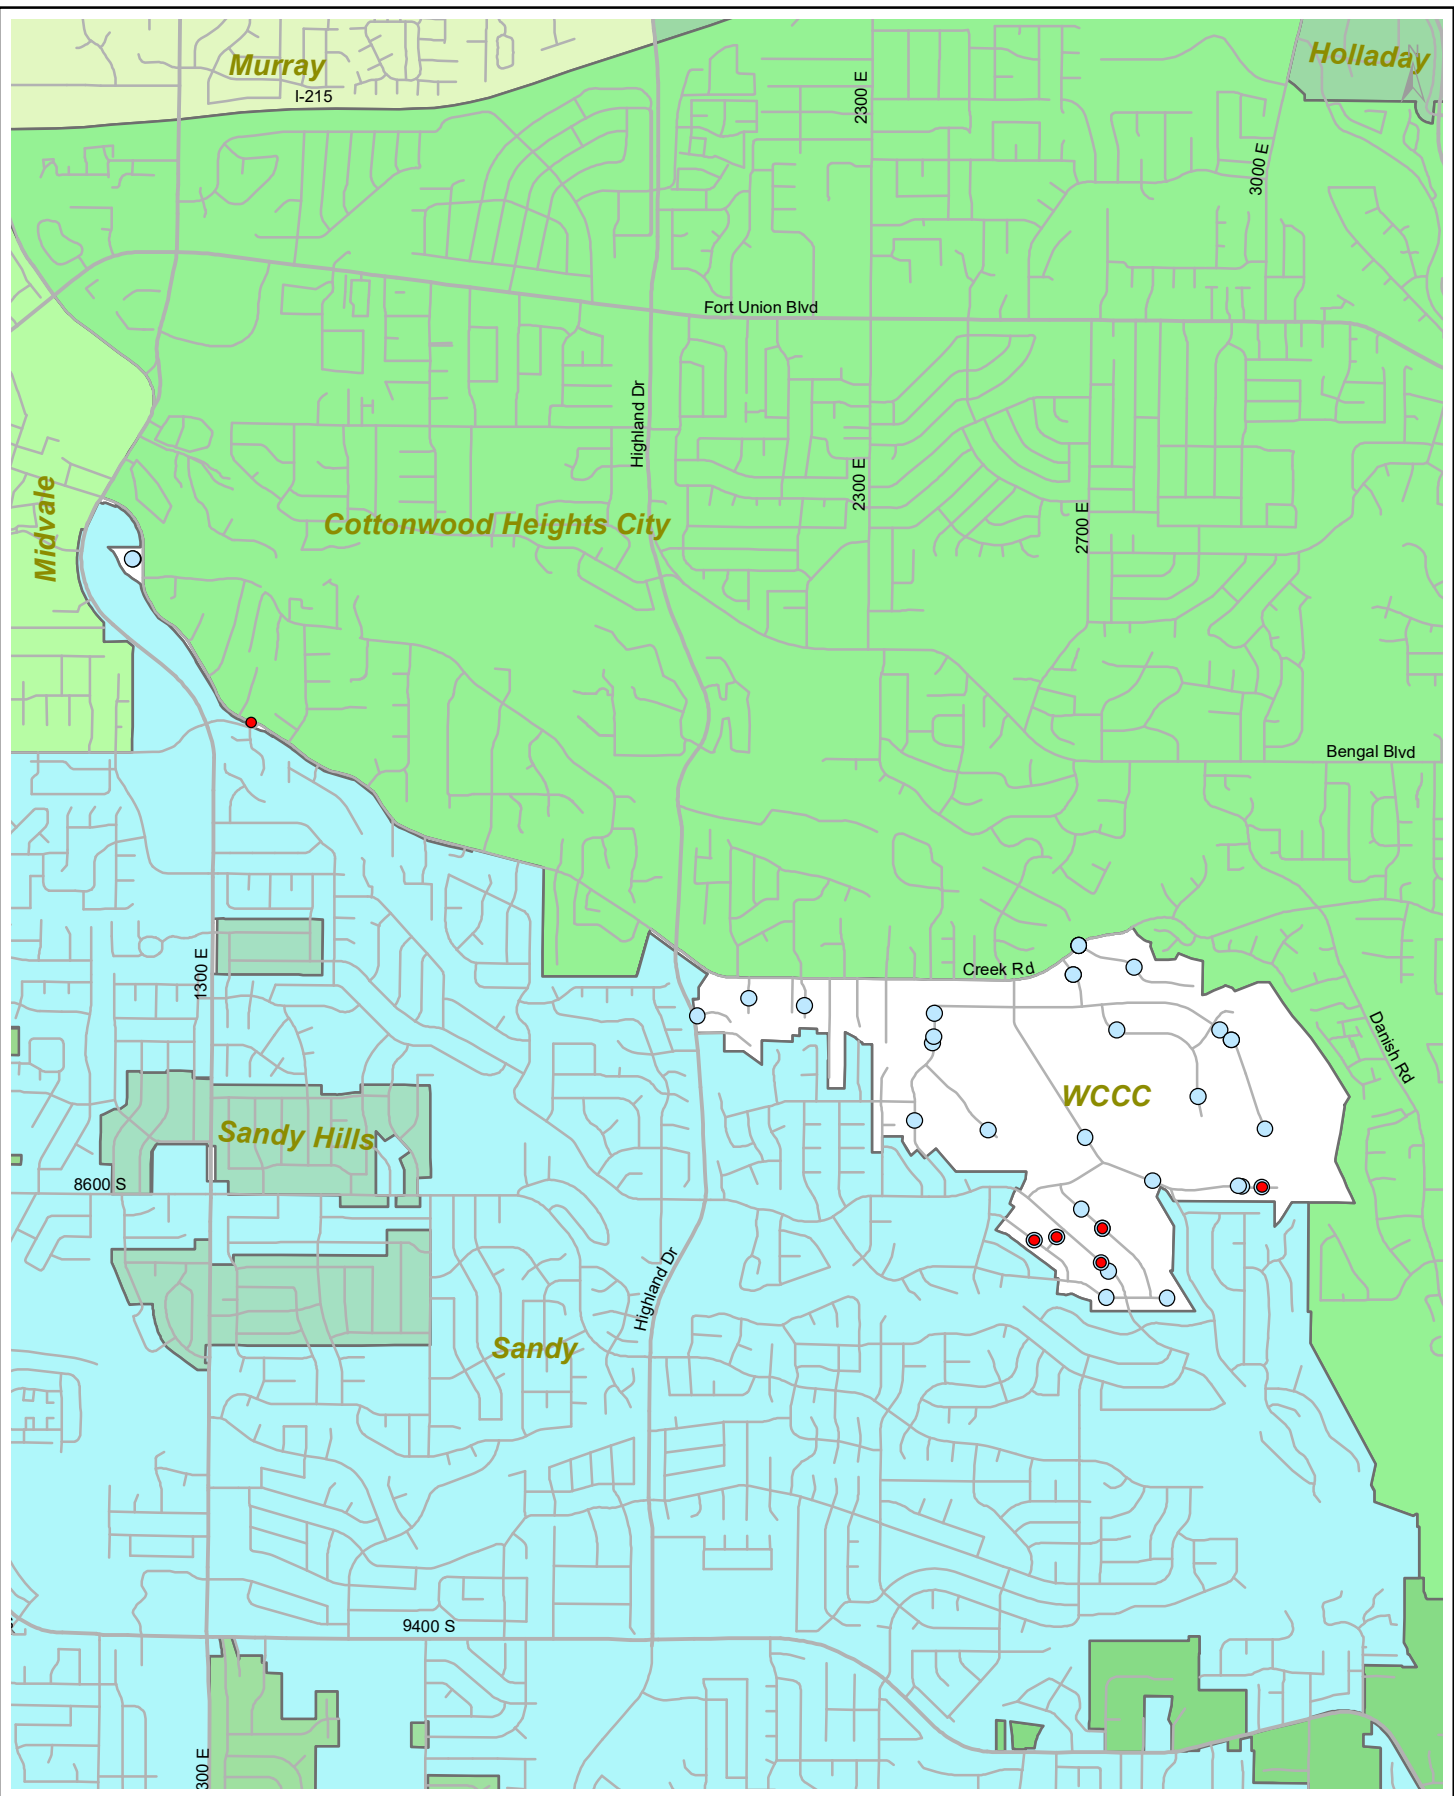 Murray
Holladay
I-215
2300 E
3000 E
Fort Union Blvd
Highland Dr
2300 E
Midvale
Cottonwood Heights City
2700 E
Bengal Blvd
1300 E
Creek Rd
Danish Rd
WCCC
Sandy Hills
8600 S
Highland Dr
Sandy
9400 S
300 E